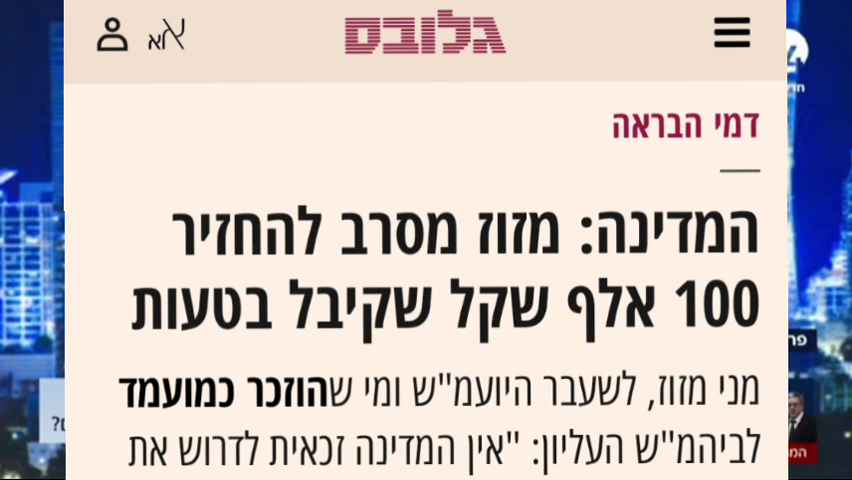 גלובס
אא
דמי הבראה
המדינה: מזוז מסרב להחזיר
100 אלף שקל שקיבל בטעות
מני מזוז, לשעבר היועמ"ש ומי שהוזכר כמועמד
לביהמ"ש העליון: "אין המדינה זכאית לדרוש את